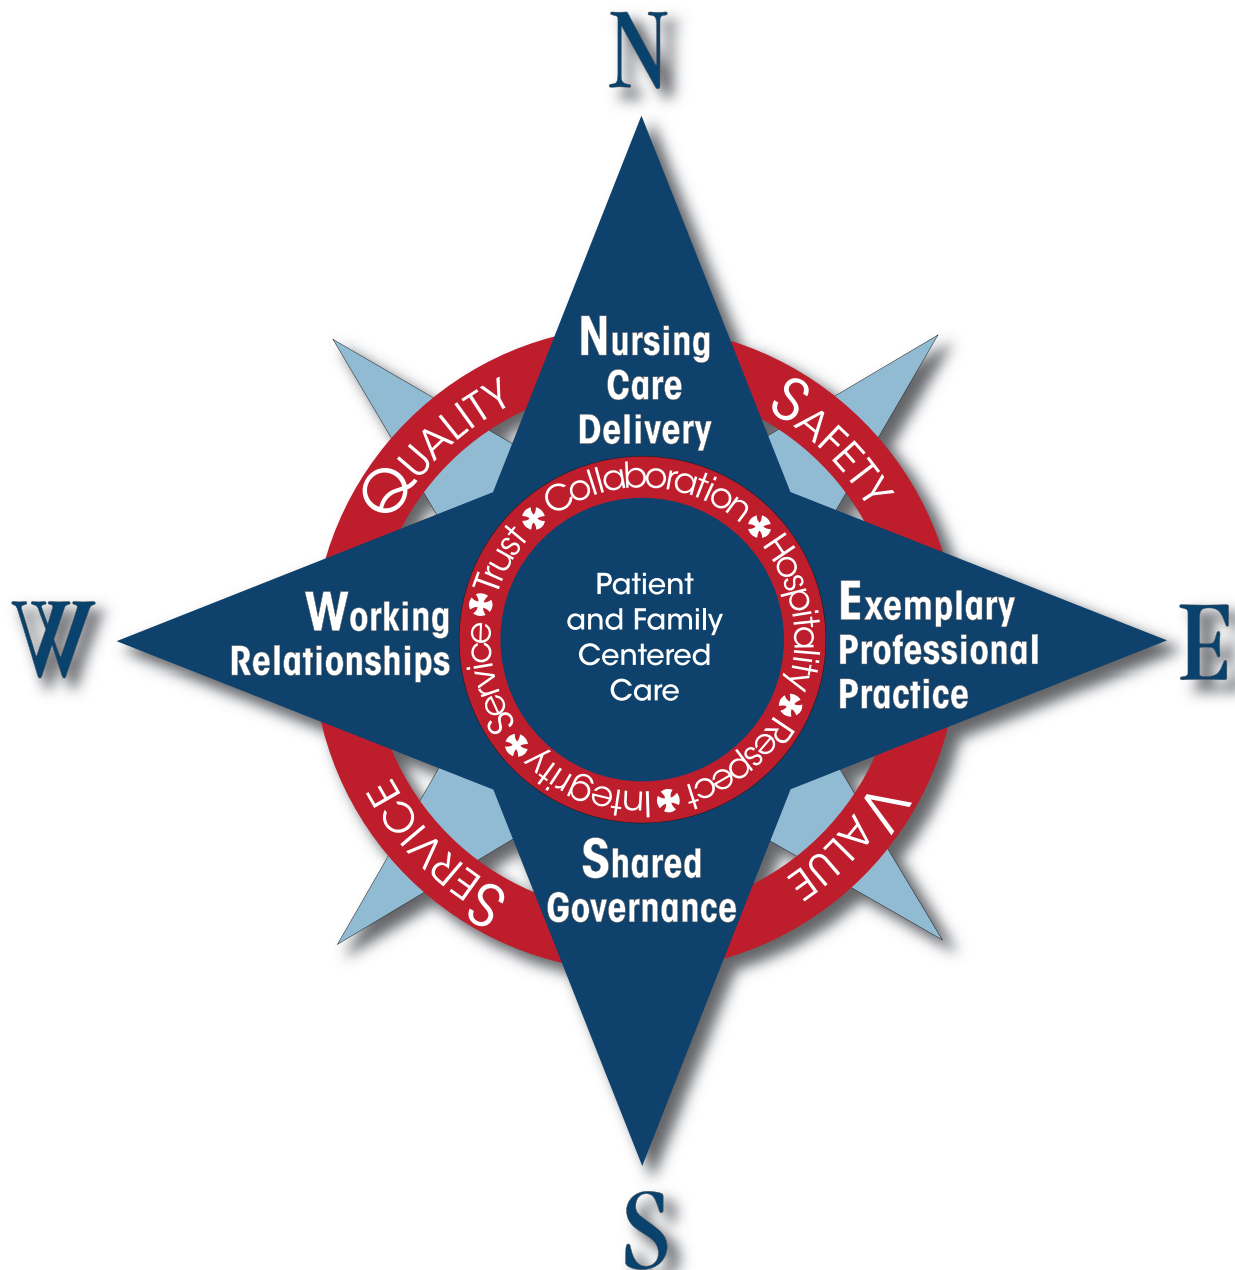 N
Nursing
Care
Delivery
QUALITY
SAFETY
Trust
Collaboration
Hospitality
Respect
Integrity
Service
Patient
and Family
Centered
Care
W
Working
Relationships
Exemplary
Professional
Practice
E
SERVICE
VALUE
Shared
Governance
S